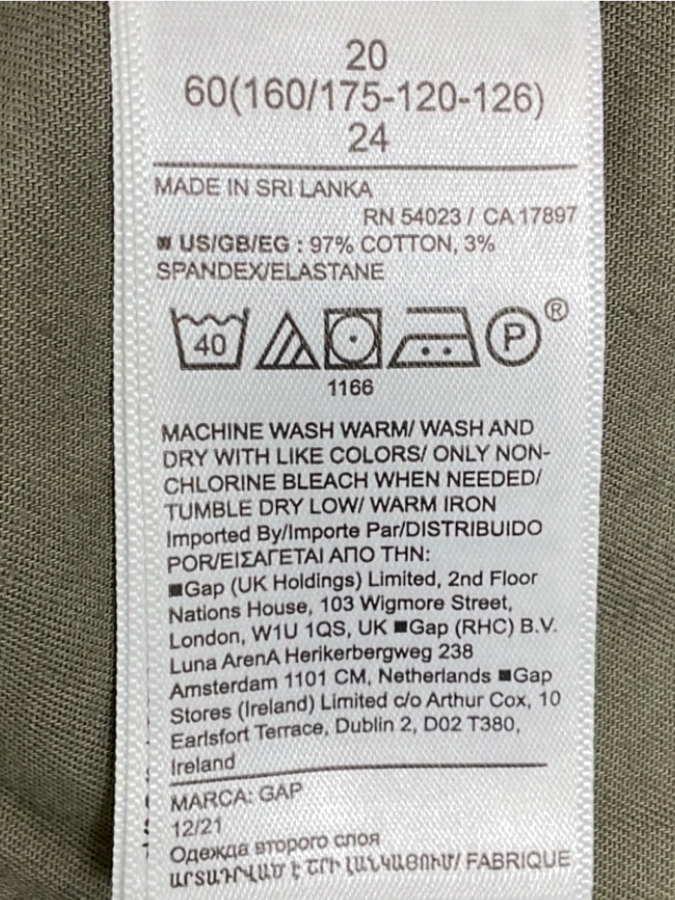 20
60(160/175-120-126)
24
MADE IN SRI LANKA
RN 54023 / CA 17897
US/GB/EG : 97% COTTON, 3%
SPANDEX/ELASTANE
40 P ®
1166
MACHINE WASH WARM/ WASH AND
DRY WITH LIKE COLORS/ ONLY NON-
CHLORINE BLEACH WHEN NEEDED/
TUMBLE DRY LOW/ WARM IRON
Imported By/Importe Par/DISTRIBUIDO
POR/ΕΙΣΑΓΕΤΑΙ ΑΠΟ ΤΗΝ:
■Gap (UK Holdings) Limited, 2nd Floor
Nations House, 103 Wigmore Street,
London, W1U 1QS, UK ■Gap (RHC) B.V.
Luna ArenA Herikerbergweg 238
Amsterdam 1101 CM, Netherlands ■Gap
Stores (Ireland) Limited c/o Arthur Cox, 10
Earlsfort Terrace, Dublin 2, D02 T380,
Ireland
MARCA: GAP
12/21
Одежда второго слоя
ԱՐՏԱԴՐՎԱԾ Է ՇՐԻ ԼԱՆԿԱՅՈՒՄ/ FABRIQUE